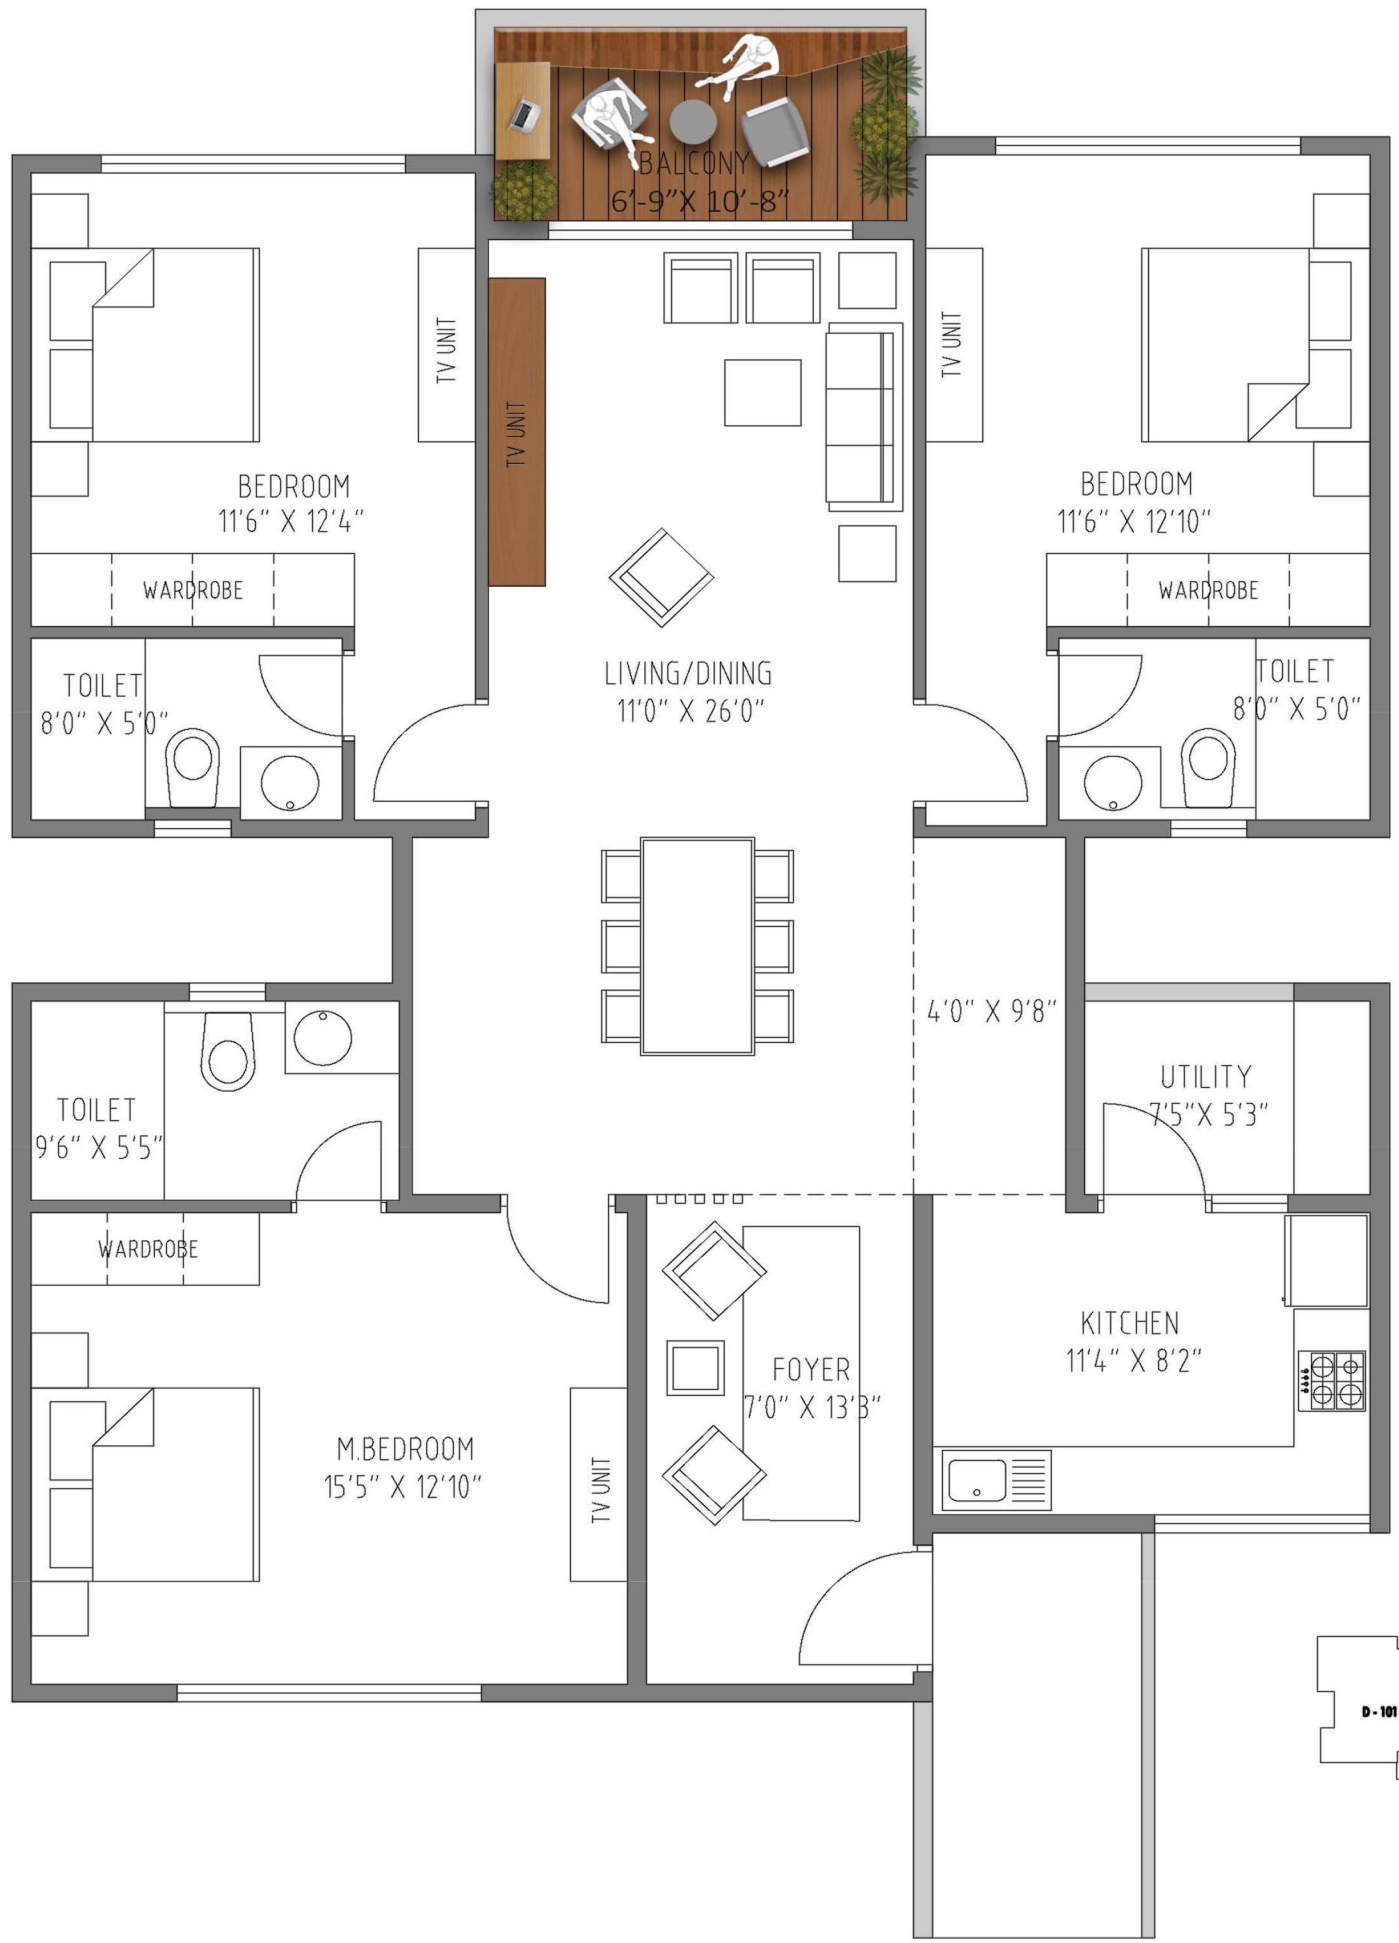 BALCONY
6'-9"X 10'-8"
TV UNIT
TV UNIT
TV UNIT
BEDROOM
11'6" X 12'4"
BEDROOM
11'6" X 12'10"
WARDROBE
WARDROBE
LIVING/DINING
11'0" X 26'0"
TOILET
8'0" X 5'0"
TOILET
8'0" X 5'0"
4'0" X 9'8"
UTILITY
7'5"X 5'3"
TOILET
9'6" X 5'5"
WARDROBE
KITCHEN
11'4" X 8'2"
FOYER
7'0" X 13'3"
M.BEDROOM
15'5" X 12'10"
TV UNIT
D - 101